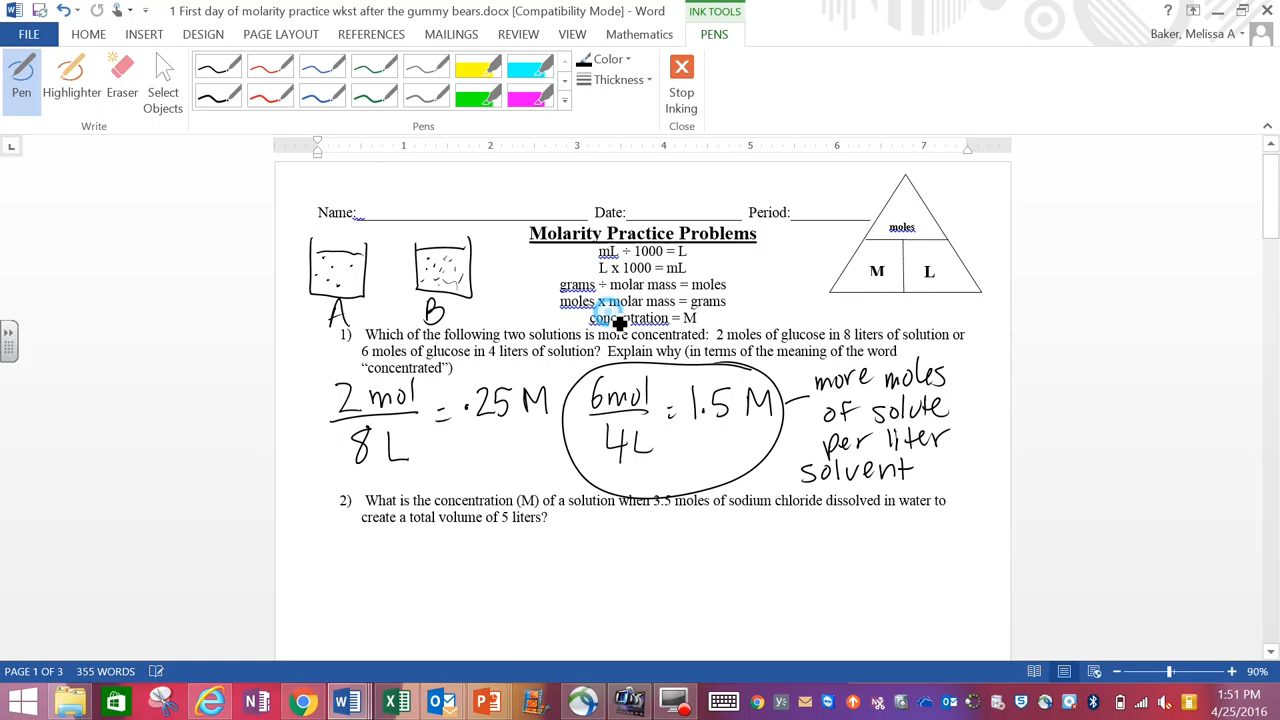 1 First day of molarity practice wkst after the gummy bears.docx [Compatibility Mode] - Word
INK TOOLS
FILE HOME INSERT DESIGN PAGE LAYOUT REFERENCES MAILINGS REVIEW VIEW Mathematics PENS
Baker, Melissa A
Pen Highlighter Eraser Select Objects
Color
Thickness
Stop Inking
Write Pens Close
1 2 3 4 5 6 7
Name: Date: Period:
moles
M L
Molarity Practice Problems
mL ÷ 1000 = L
L x 1000 = mL
grams ÷ molar mass = moles
moles x molar mass = grams
concentration = M
A B
1) Which of the following two solutions is more concentrated: 2 moles of glucose in 8 liters of solution or
6 moles of glucose in 4 liters of solution? Explain why (in terms of the meaning of the word
“concentrated”)
2 mol
8 L
= .25 M
6 mol
4L
= 1.5 M
more moles
of solute
per liter
solvent
2) What is the concentration (M) of a solution when 3.5 moles of sodium chloride dissolved in water to
create a total volume of 5 liters?
PAGE 1 OF 3 355 WORDS
90%
1:51 PM
4/25/2016